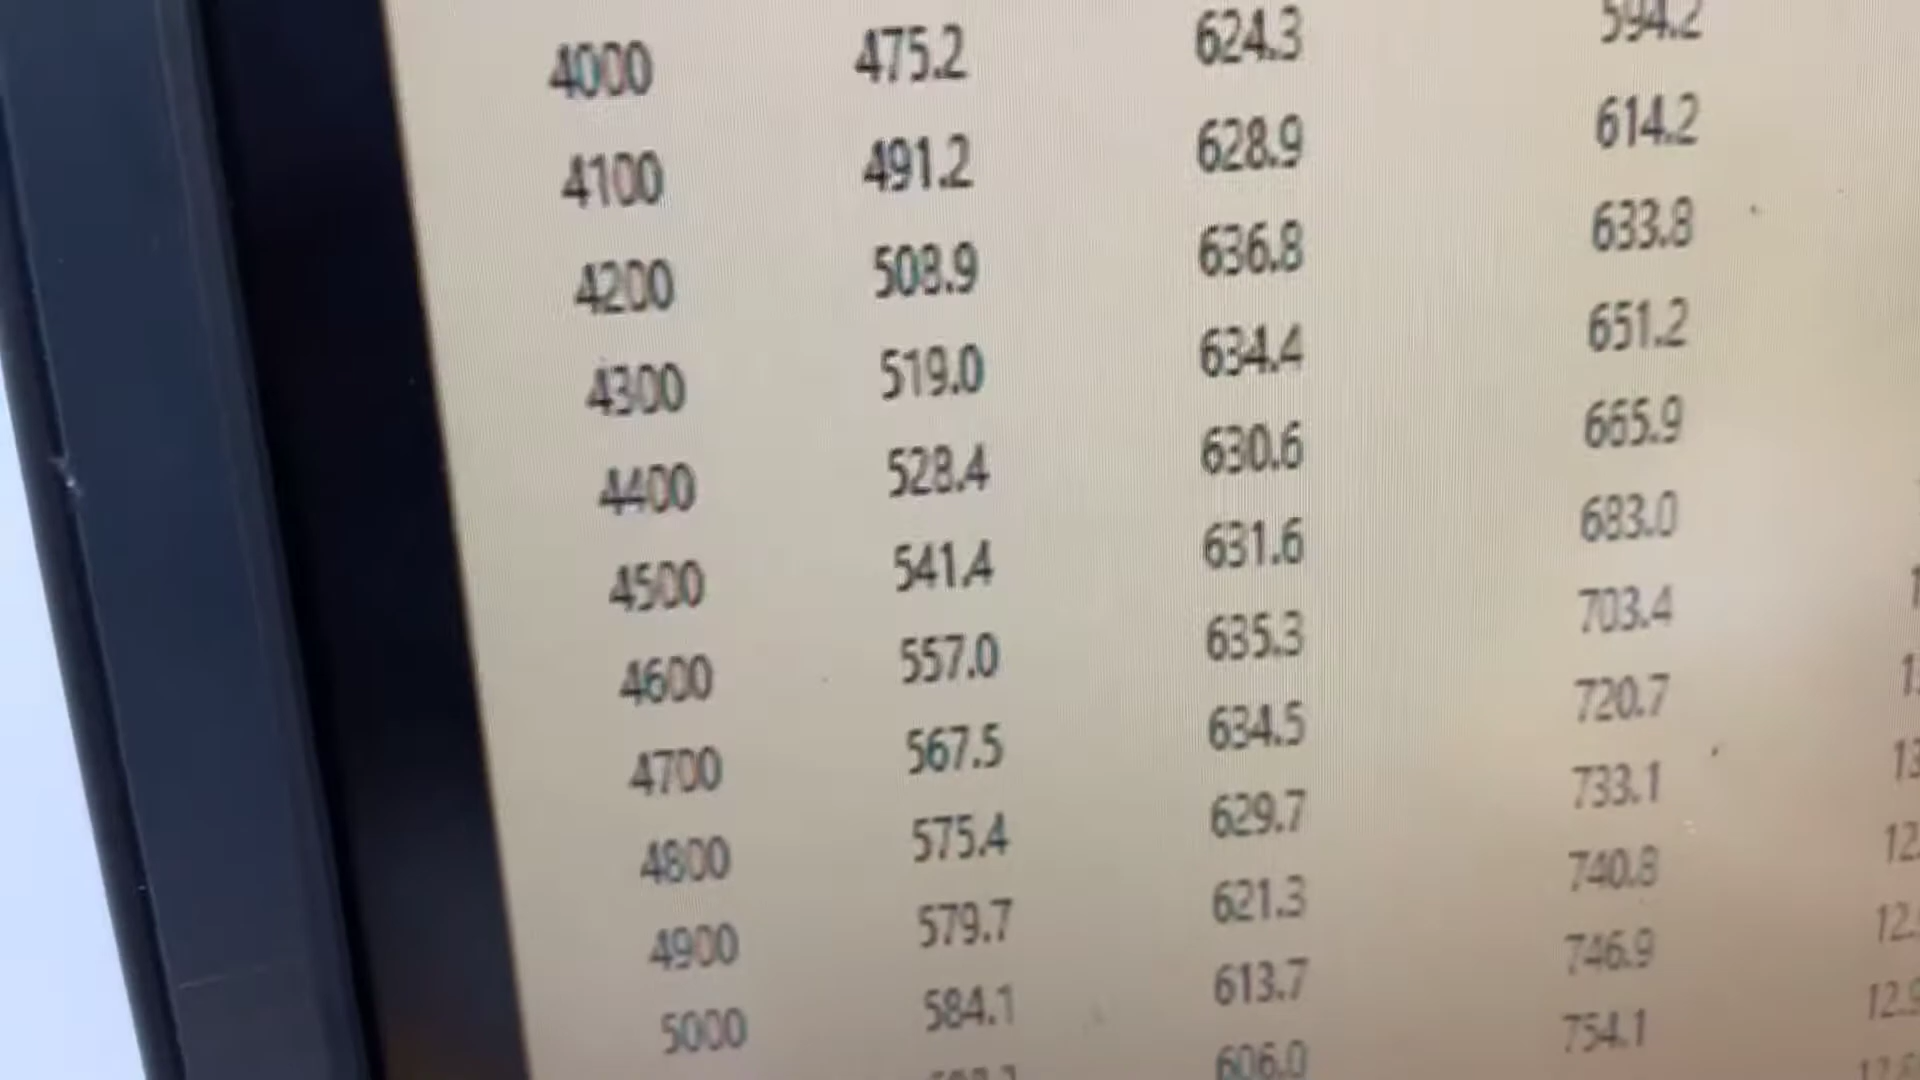 4000 475.2 624.3 594.2
4100 491.2 628.9 614.2
4200 508.9 636.8 633.8
4300 519.0 634.4 651.2
4400 528.4 630.6 665.9
4500 541.4 631.6 683.0
4600 557.0 635.3 703.4
4700 567.5 634.5 720.7
4800 575.4 629.7 733.1
4900 579.7 621.3 740.8
5000 584.1 613.7 746.9
606.0 754.1